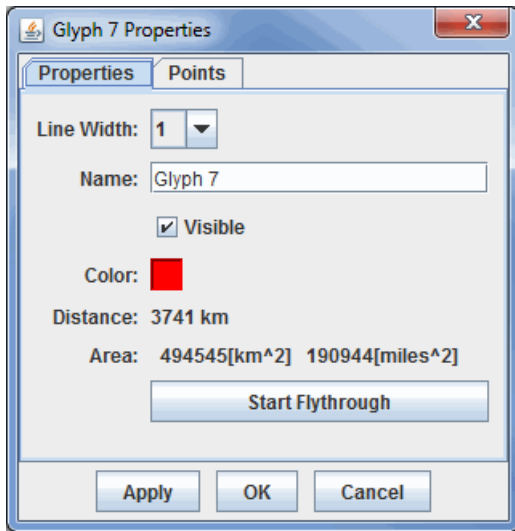 Glyph 7 Properties
Properties Points
Line Width: 1
Name: Glyph 7
Visible
Color:
Distance: 3741 km
Area: 494545[km^2] 190944[miles^2]
Start Flythrough
Apply OK Cancel